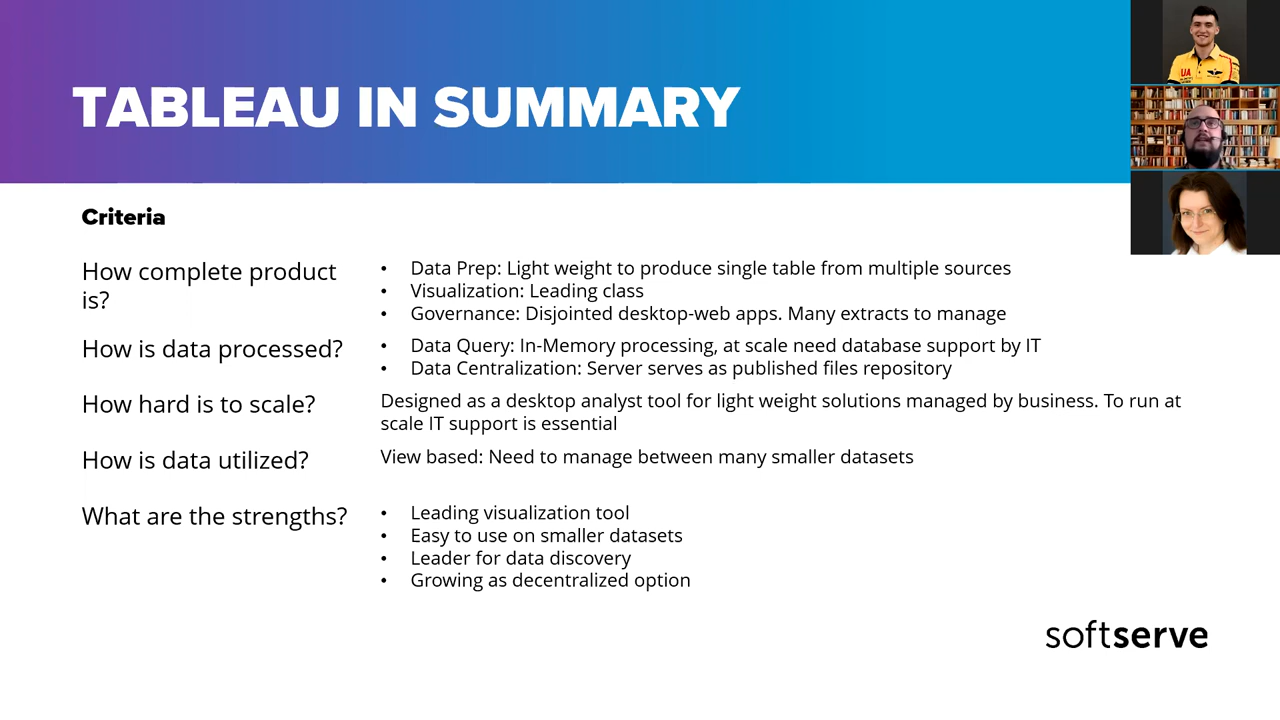 TABLEAU IN SUMMARY
Criteria
How complete product
is?
• Data Prep: Light weight to produce single table from multiple sources
• Visualization: Leading class
• Governance: Disjointed desktop-web apps. Many extracts to manage
How is data processed?
• Data Query: In-Memory processing, at scale need database support by IT
• Data Centralization: Server serves as published files repository
How hard is to scale?
Designed as a desktop analyst tool for light weight solutions managed by business. To run at
scale IT support is essential
How is data utilized?
View based: Need to manage between many smaller datasets
What are the strengths?
• Leading visualization tool
• Easy to use on smaller datasets
• Leader for data discovery
• Growing as decentralized option
softserve
UA